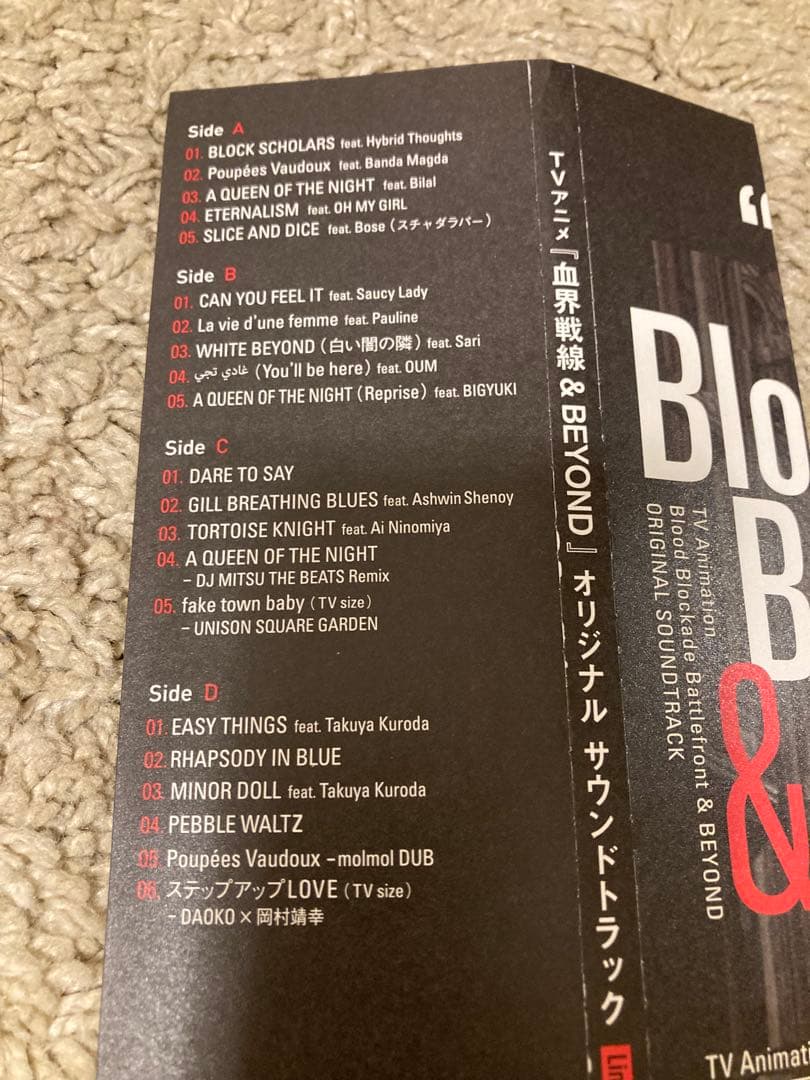 Side A
01. BLOCK SCHOLARS feat. Hybrid Thoughts
02. Poupées Vaudoux feat. Banda Magda
03. A QUEEN OF THE NIGHT feat. Bilal
04. ETERNALISM feat. OH MY GIRL
05. SLICE AND DICE feat. Bose (スチャダラパー)
Side B
01. CAN YOU FEEL IT feat. Saucy Lady
02. La vie d'une femme feat. Pauline
03. WHITE BEYOND (白い闇の隣) feat. Sari
04. غادي تجي (You'll be here) feat. OUM
05. A QUEEN OF THE NIGHT (Reprise) feat. BIGYUKI
Side C
01. DARE TO SAY
02. GILL BREATHING BLUES feat. Ashwin Shenoy
03. TORTOISE KNIGHT feat. Ai Ninomiya
04. A QUEEN OF THE NIGHT
– DJ MITSU THE BEATS Remix
05. fake town baby (TV size)
– UNISON SQUARE GARDEN
Side D
01. EASY THINGS feat. Takuya Kuroda
02. RHAPSODY IN BLUE
03. MINOR DOLL feat. Takuya Kuroda
04. PEBBLE WALTZ
05. Poupées Vaudoux –molmol DUB
06. ステップアップLOVE (TV size)
– DAOKO × 岡村靖幸
TVアニメ『血界戦線 & BEYOND』オリジナル サウンドトラック
“
Blo
B
&
TV Animation
Blood Blockade Battlefront & BEYOND
ORIGINAL SOUNDTRACK
TV Animati